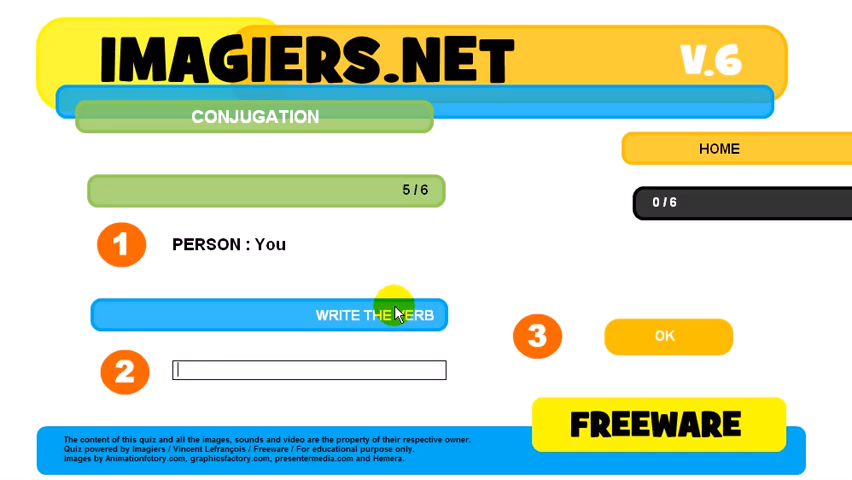 IMAGIERS.NET
V.6
CONJUGATION
HOME
5 / 6
0 / 6
1
PERSON : You
WRITE THE VERB
3
OK
2
FREEWARE
The content of this quiz and all the images, sounds and video are the property of their respective owner.
Quiz powered by Imagiers / Vincent Lefrançois / Freeware / For educational purpose only.
Images by Animationfctory.com, graphicsfactory.com, presentermedia.com and Hemera.